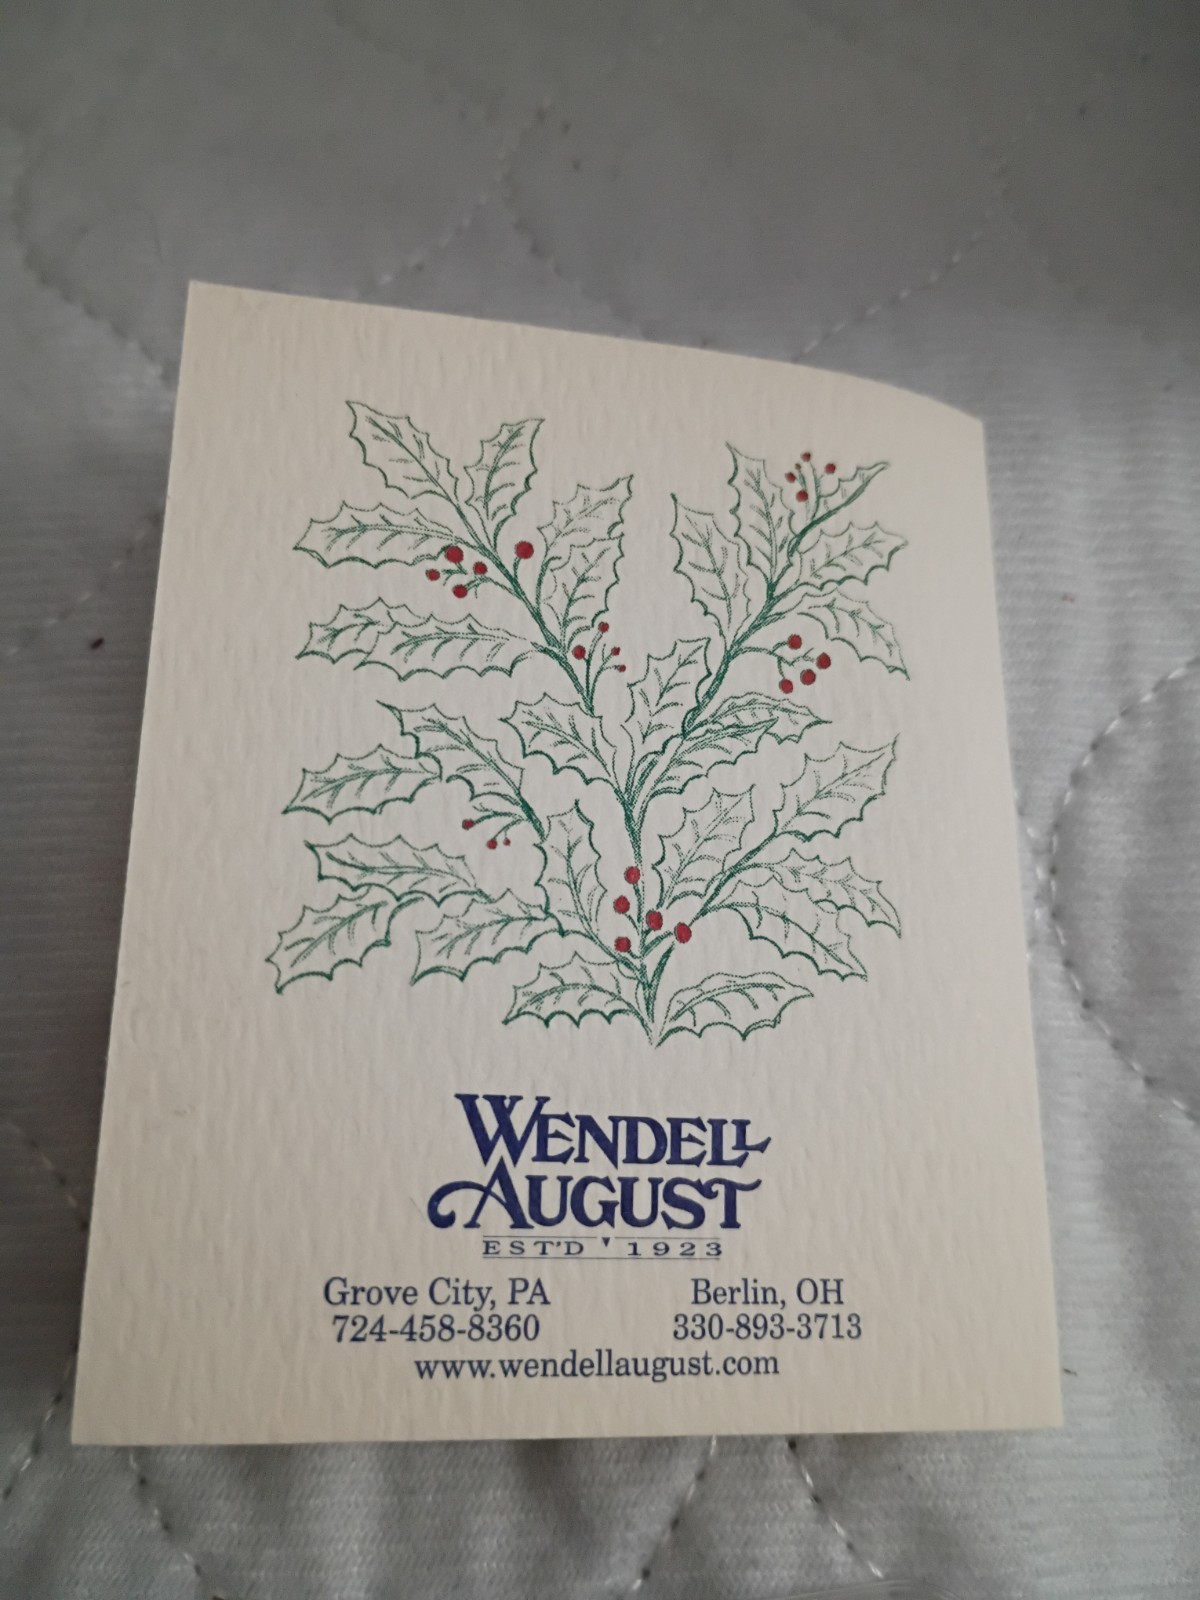 WENDELL
AUGUST
EST'D 1923
Grove City, PA Berlin, OH
724-458-8360 330-893-3713
www.wendellaugust.com